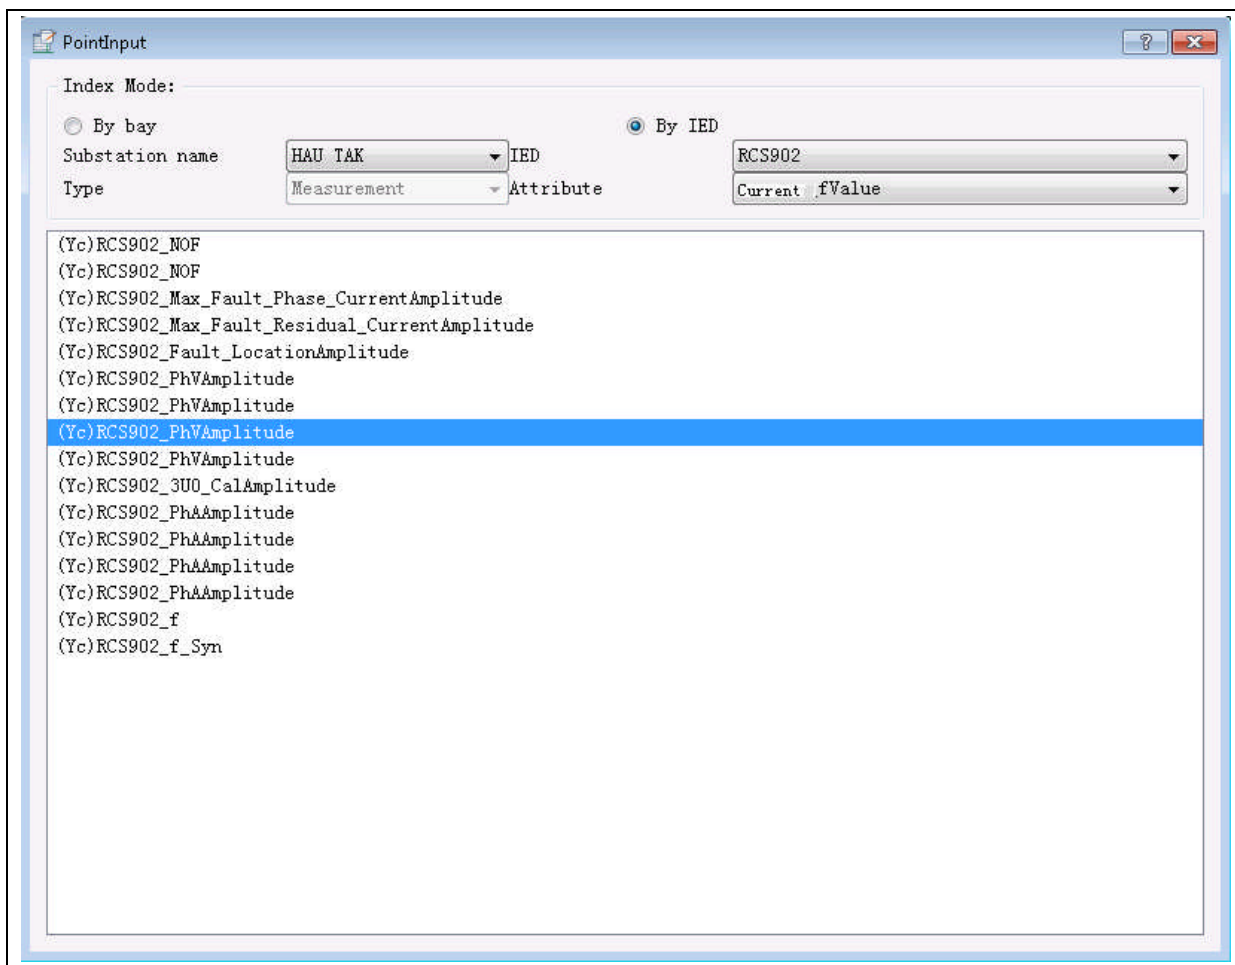 PointInput
Index Mode:
By bay By IED
Substation name HAU TAK IED RCS902
Type Measurement Attribute Current fValue
(Yc)RCS902_NOF
(Yc)RCS902_NOF
(Yc)RCS902_Max_Fault_Phase_CurrentAmplitude
(Yc)RCS902_Max_Fault_Residual_CurrentAmplitude
(Yc)RCS902_Fault_LocationAmplitude
(Yc)RCS902_PhVAmplitude
(Yc)RCS902_PhVAmplitude
(Yc)RCS902_PhVAmplitude
(Yc)RCS902_PhVAmplitude
(Yc)RCS902_3U0_CalAmplitude
(Yc)RCS902_PhAAmplitude
(Yc)RCS902_PhAAmplitude
(Yc)RCS902_PhAAmplitude
(Yc)RCS902_PhAAmplitude
(Yc)RCS902_f
(Yc)RCS902_f_Syn